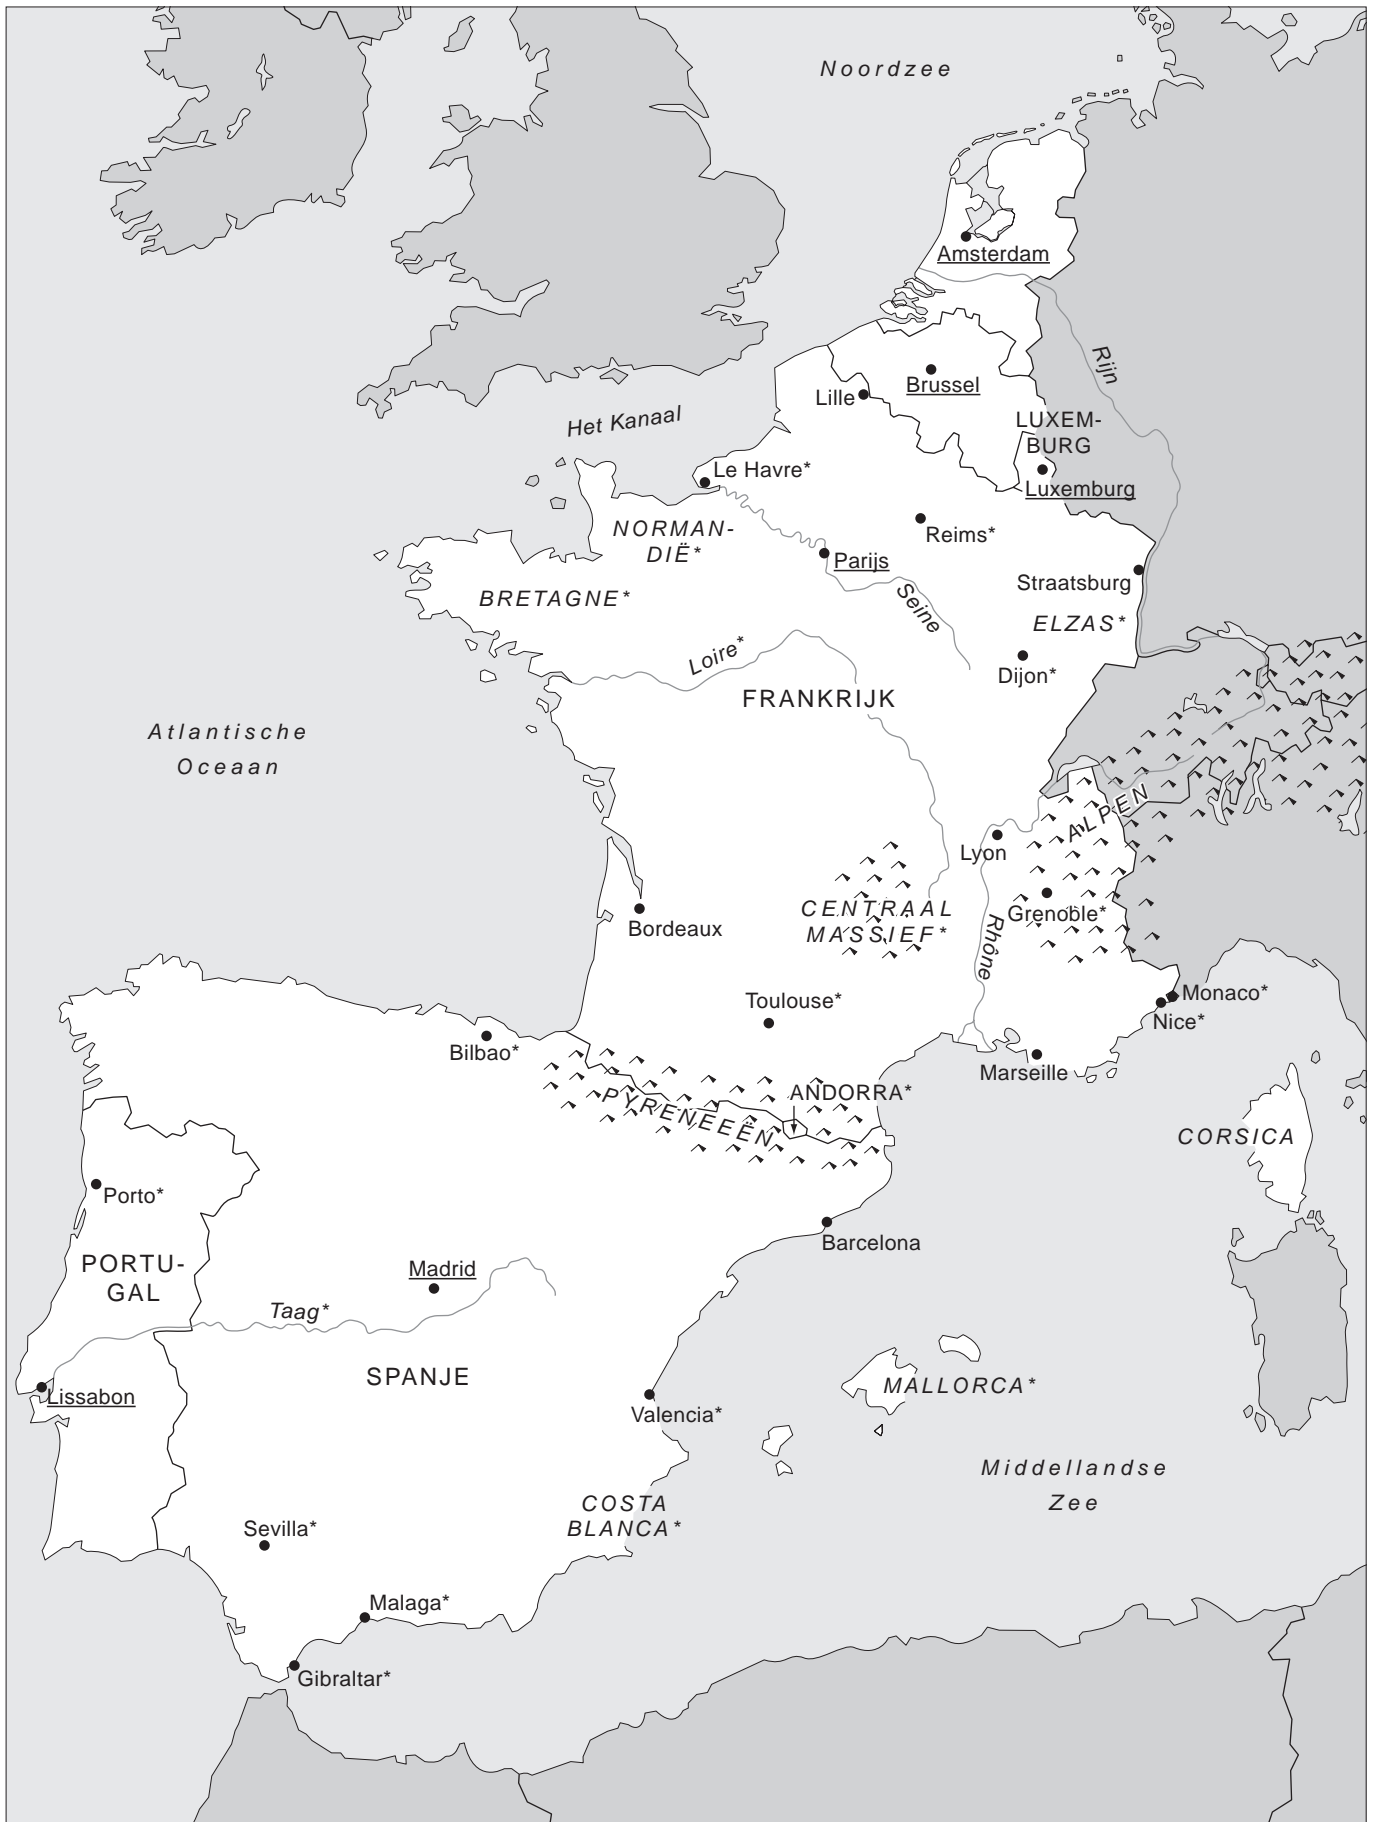 Noordzee
Amsterdam
Rijn
Brussel
Lille
Het Kanaal
LUXEM-
BURG
Le Havre*
Luxemburg
NORMAN-
DIË*
Reims*
Parijs
Straatsburg
BRETAGNE*
Seine
ELZAS*
Loire*
Dijon*
FRANKRIJK
Atlantische
Oceaan
ALPEN
Lyon
CENTRAAL
MASSIEF*
Grenoble*
Bordeaux
Rhône
Toulouse*
Monaco*
Nice*
Bilbao*
Marseille
PYRENEEËN
ANDORRA*
CORSICA
Porto*
Barcelona
PORTU-
GAL
Madrid
Taag*
SPANJE
MALLORCA*
Lissabon
Valencia*
Middellandse
Zee
COSTA
BLANCA*
Sevilla*
Malaga*
Gibraltar*